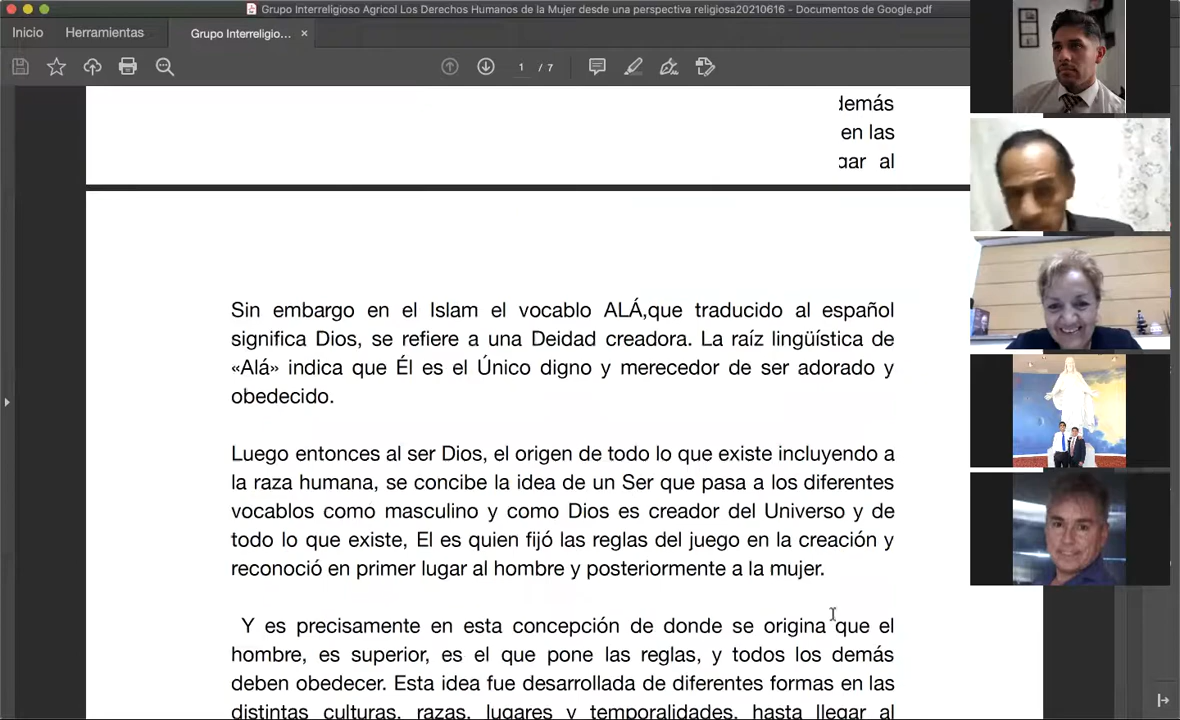 Grupo Interreligioso Agricol Los Derechos Humanos de la Mujer desde una perspectiva religiosa20210616 - Documentos de Google.pdf
Inicio Herramientas Grupo Interreligio... ×
1 / 7
demás
en las
al
Sin embargo en el Islam el vocablo ALÁ,que traducido al español
significa Dios, se refiere a una Deidad creadora. La raíz lingüística de
«Alá» indica que Él es el Único digno y merecedor de ser adorado y
obedecido.
Luego entonces al ser Dios, el origen de todo lo que existe incluyendo a
la raza humana, se concibe la idea de un Ser que pasa a los diferentes
vocablos como masculino y como Dios es creador del Universo y de
todo lo que existe, El es quien fijó las reglas del juego en la creación y
reconoció en primer lugar al hombre y posteriormente a la mujer.
Y es precisamente en esta concepción de donde se origina que el
hombre, es superior, es el que pone las reglas, y todos los demás
deben obedecer. Esta idea fue desarrollada de diferentes formas en las
distintas culturas, razas, lugares y temporalidades, hasta llegar al